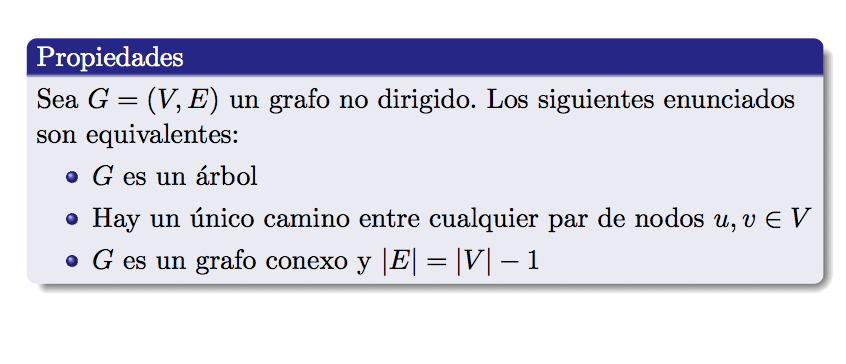 Propiedades
Sea G = (V, E) un grafo no dirigido. Los siguientes enunciados
son equivalentes:
G es un árbol
Hay un único camino entre cualquier par de nodos u, v ∈ V
G es un grafo conexo y |E| = |V| − 1